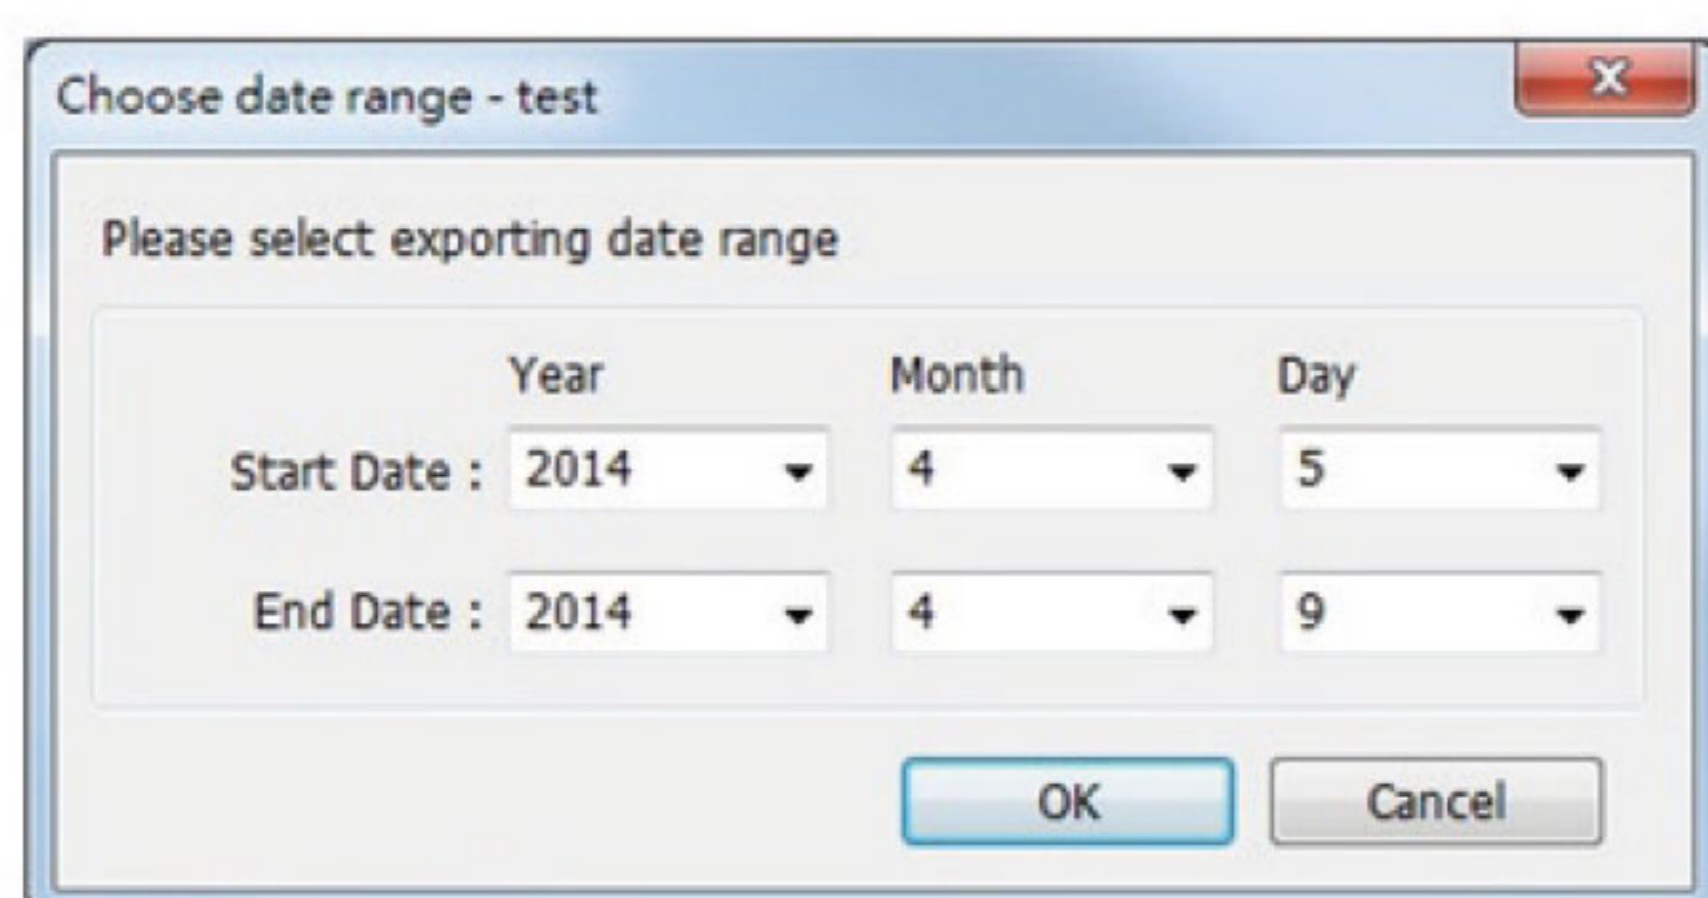 Choose date range - test
Please select exporting date range
Year Month Day
Start Date : 2014 4 5
End Date : 2014 4 9
OK Cancel